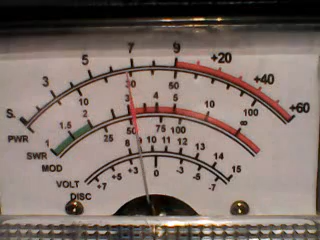 S. 1 3 5 7 9 +20 +40 +60
PWR 10 30 50 100
SWR 1 1.5 2 3 4 5 10 ∞
MOD 25 50 75 100
VOLT 8 10 11 12 13 14 15
DISC +7 +5 +3 0 -3 -5 -7